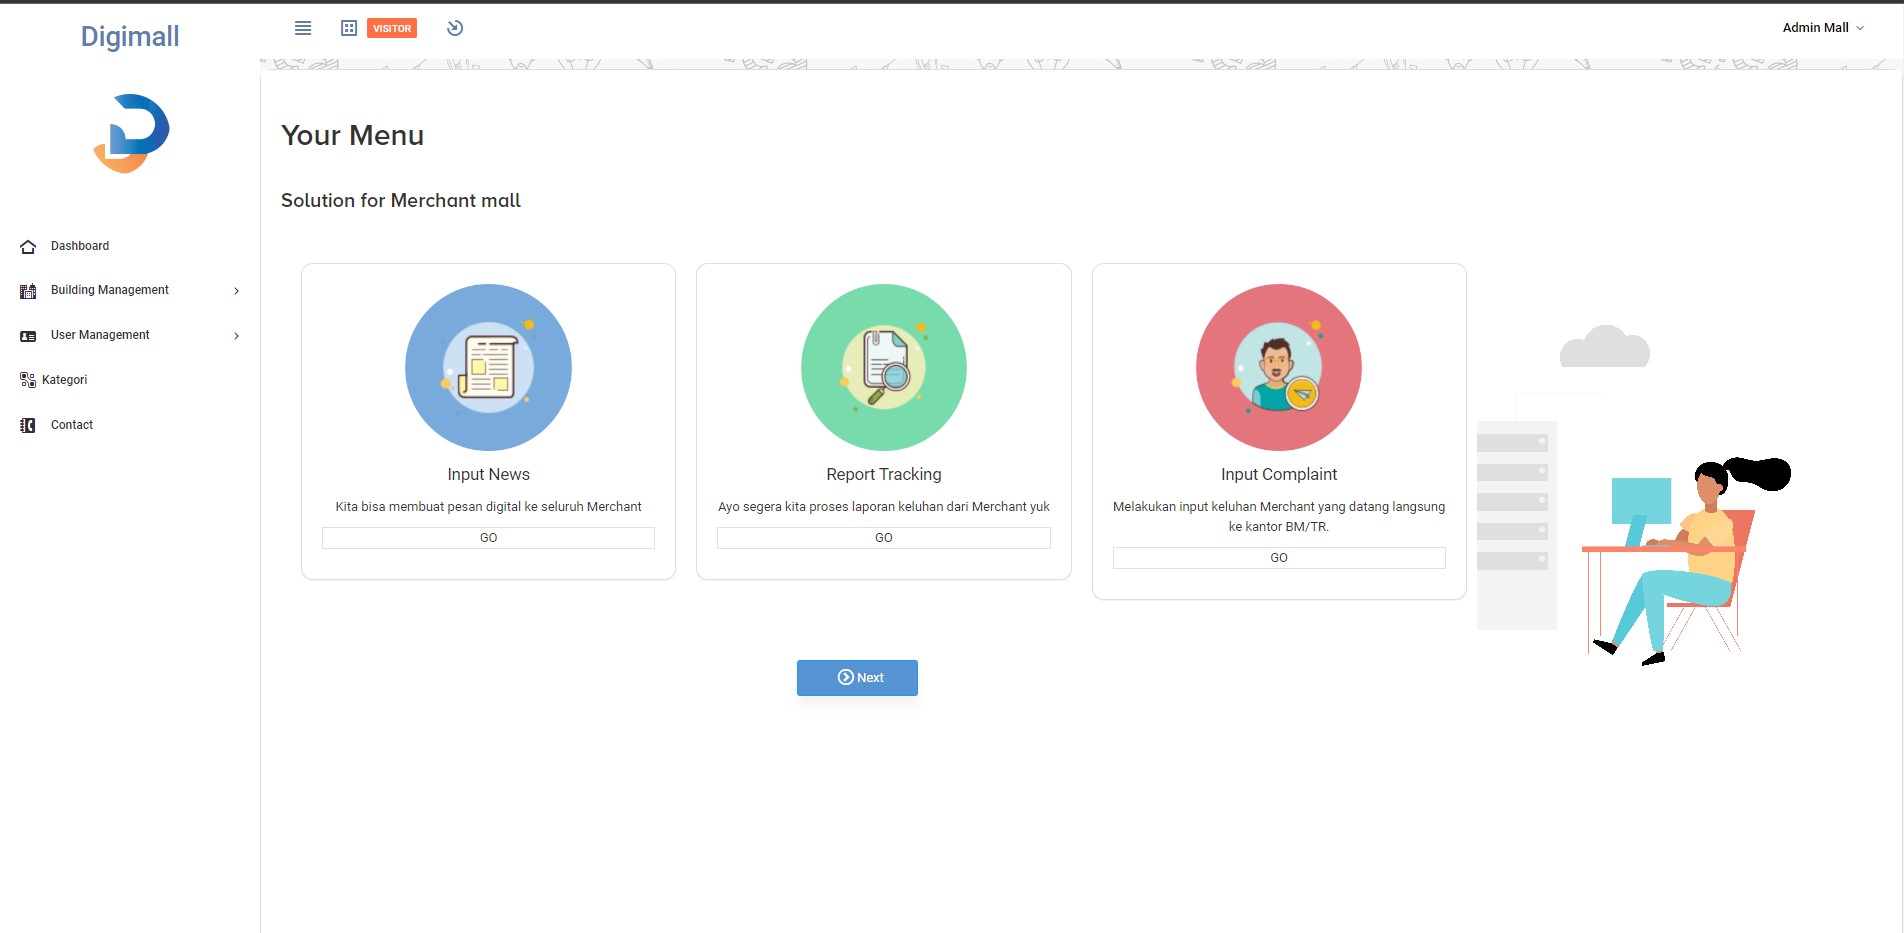 Digimall
VISITOR
Admin Mall
Dashboard
Building Management
User Management
Kategori
Contact
Your Menu
Solution for Merchant mall
Input News
Kita bisa membuat pesan digital ke seluruh Merchant
GO
Report Tracking
Ayo segera kita proses laporan keluhan dari Merchant yuk
GO
Input Complaint
Melakukan input keluhan Merchant yang datang langsung
ke kantor BM/TR.
GO
Next